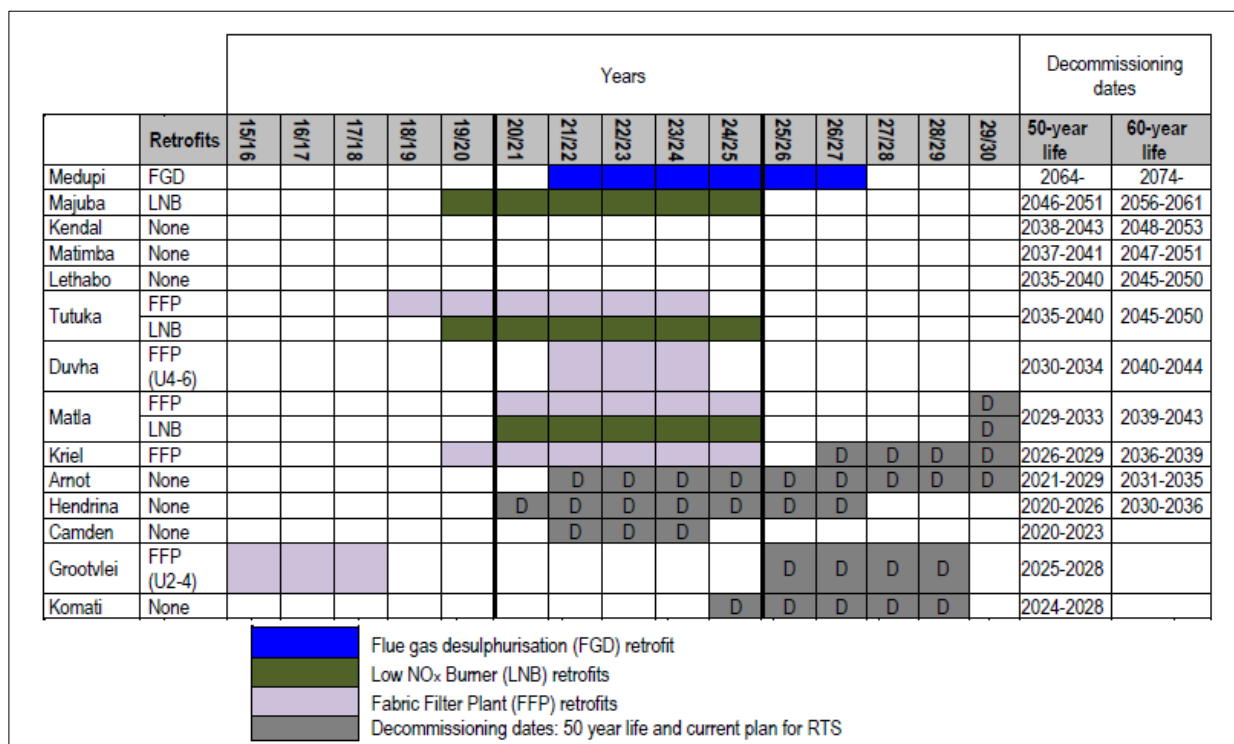 Years
Decommissioning
dates
Retrofits 15/16 16/17 17/18 18/19 19/20 20/21 21/22 22/23 23/24 24/25 25/26 26/27 27/28 28/29 29/30 50-year life 60-year life
Medupi FGD 2064- 2074-
Majuba LNB 2046-2051 2056-2061
Kendal None 2038-2043 2048-2053
Matimba None 2037-2041 2047-2051
Lethabo None 2035-2040 2045-2050
Tutuka FFP 2035-2040 2045-2050
LNB
Duvha FFP (U4-6) 2030-2034 2040-2044
Matla FFP D 2029-2033 2039-2043
LNB D
Kriel FFP D D D D 2026-2029 2036-2039
Arnot None D D D D D D D D D 2021-2029 2031-2035
Hendrina None D D D D D D D 2020-2026 2030-2036
Camden None D D D 2020-2023
Grootvlei FFP (U2-4) D D D D 2025-2028
Komati None D D D D D 2024-2028
Flue gas desulphurisation (FGD) retrofit
Low NOx Burner (LNB) retrofits
Fabric Filter Plant (FFP) retrofits
Decommissioning dates: 50 year life and current plan for RTS